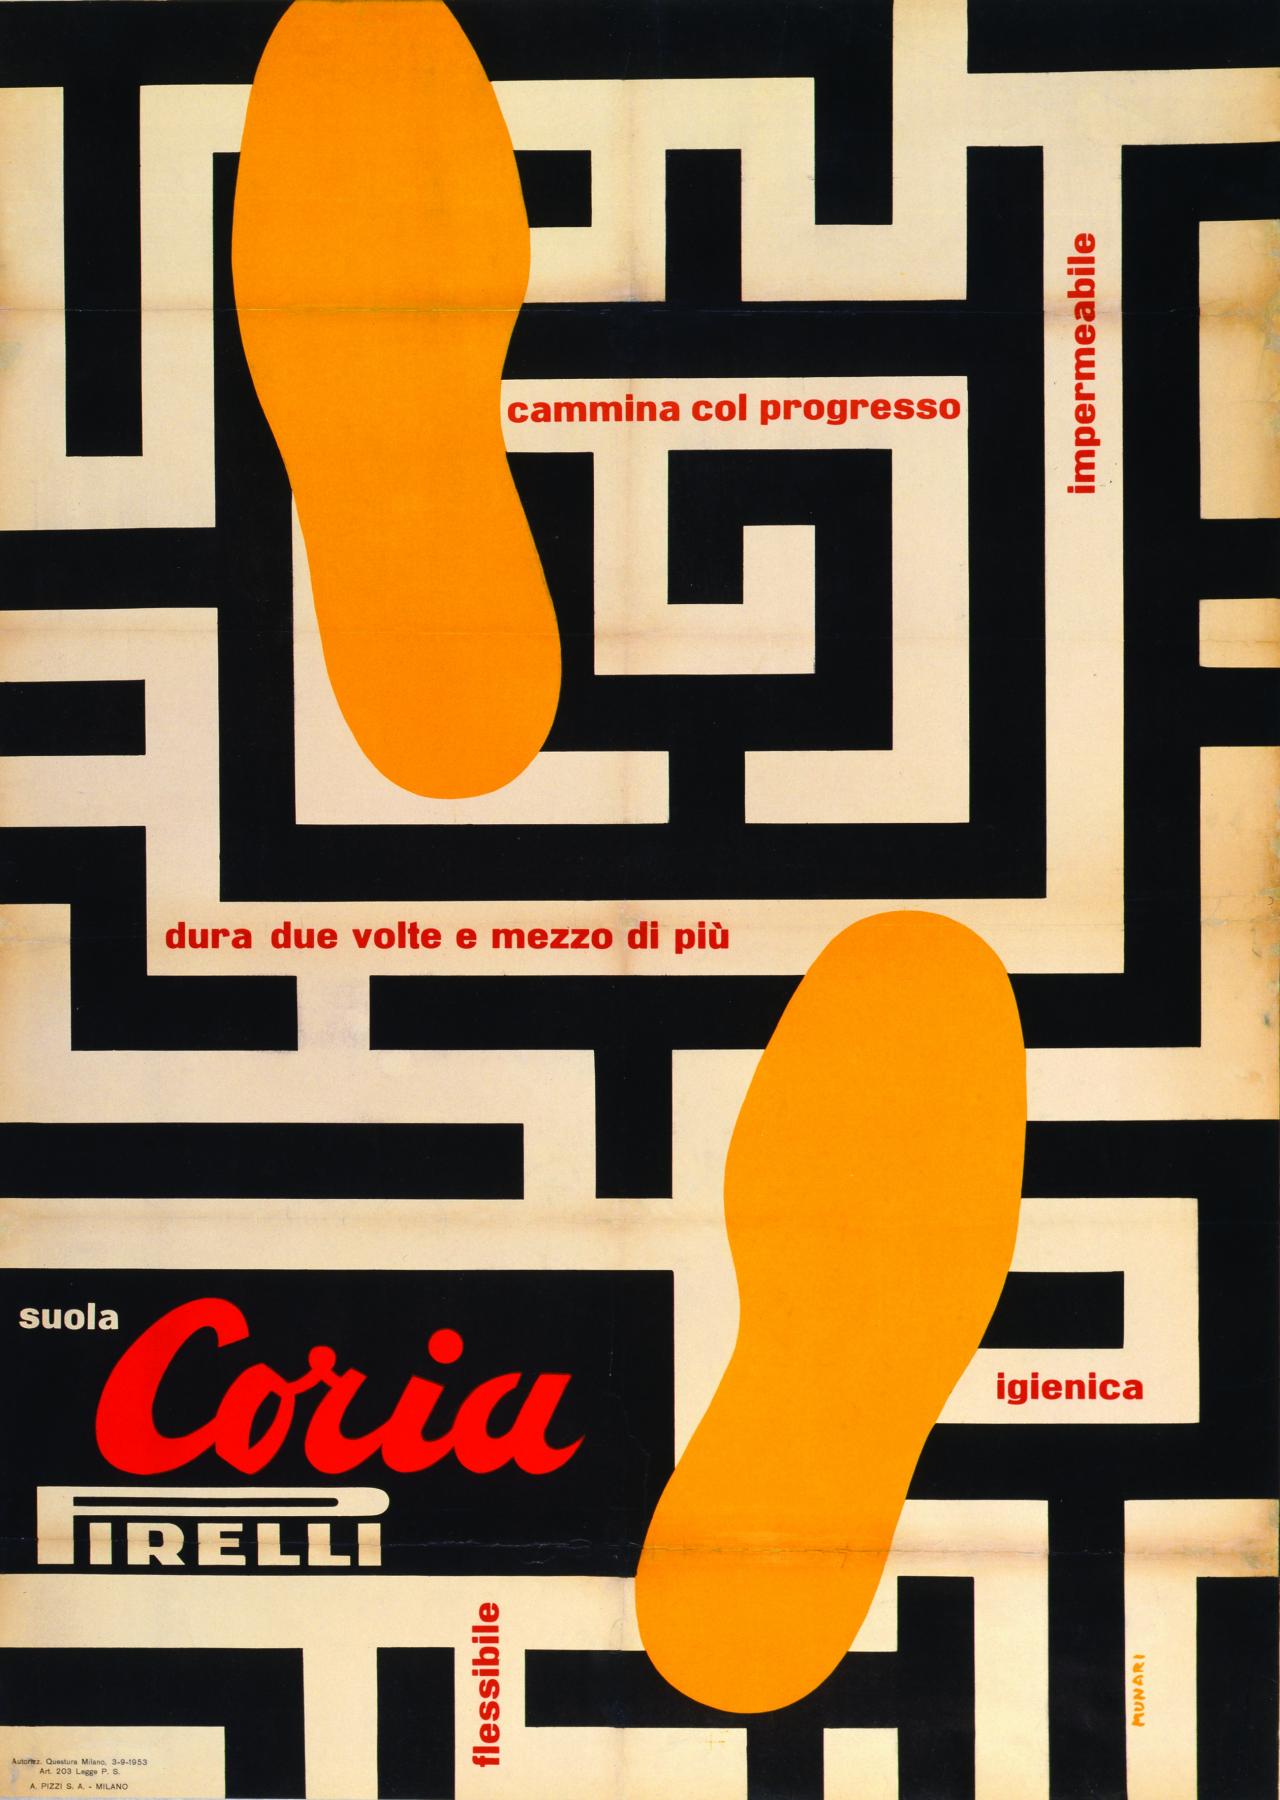 impermeabile
cammina col progresso
dura due volte e mezzo di più
suola
Coria
PIRELLI
igienica
flessibile
MUNARI
Autorizz. Questura Milano, 3-9-1953
Art. 203 Legge P. S.
A. PIZZI S. A. - MILANO